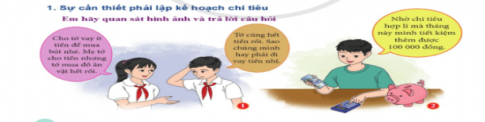 1. Sự cần thiết phải lập kế hoạch chi tiêu
Em hãy quan sát hình ảnh và trả lời câu hỏi
Cho tớ vay ít
tiền để mua
bút nhé. Mẹ tớ
cho tiền nhưng
tớ mua đồ ăn
vặt hết rồi.
Tớ cũng hết
tiền rồi. Sao
chúng mình
hay phải đi
vay tiền nhỉ.
Nhờ chi tiêu
hợp lí mà tháng
này mình tiết kiệm
thêm được
100 000 đồng.
1
2